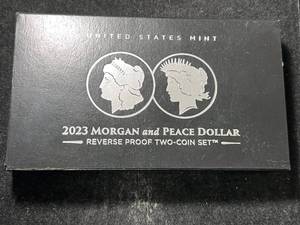 UNITED STATES MINT
2023 MORGAN and PEACE DOLLAR
REVERSE PROOF TWO-COIN SET™